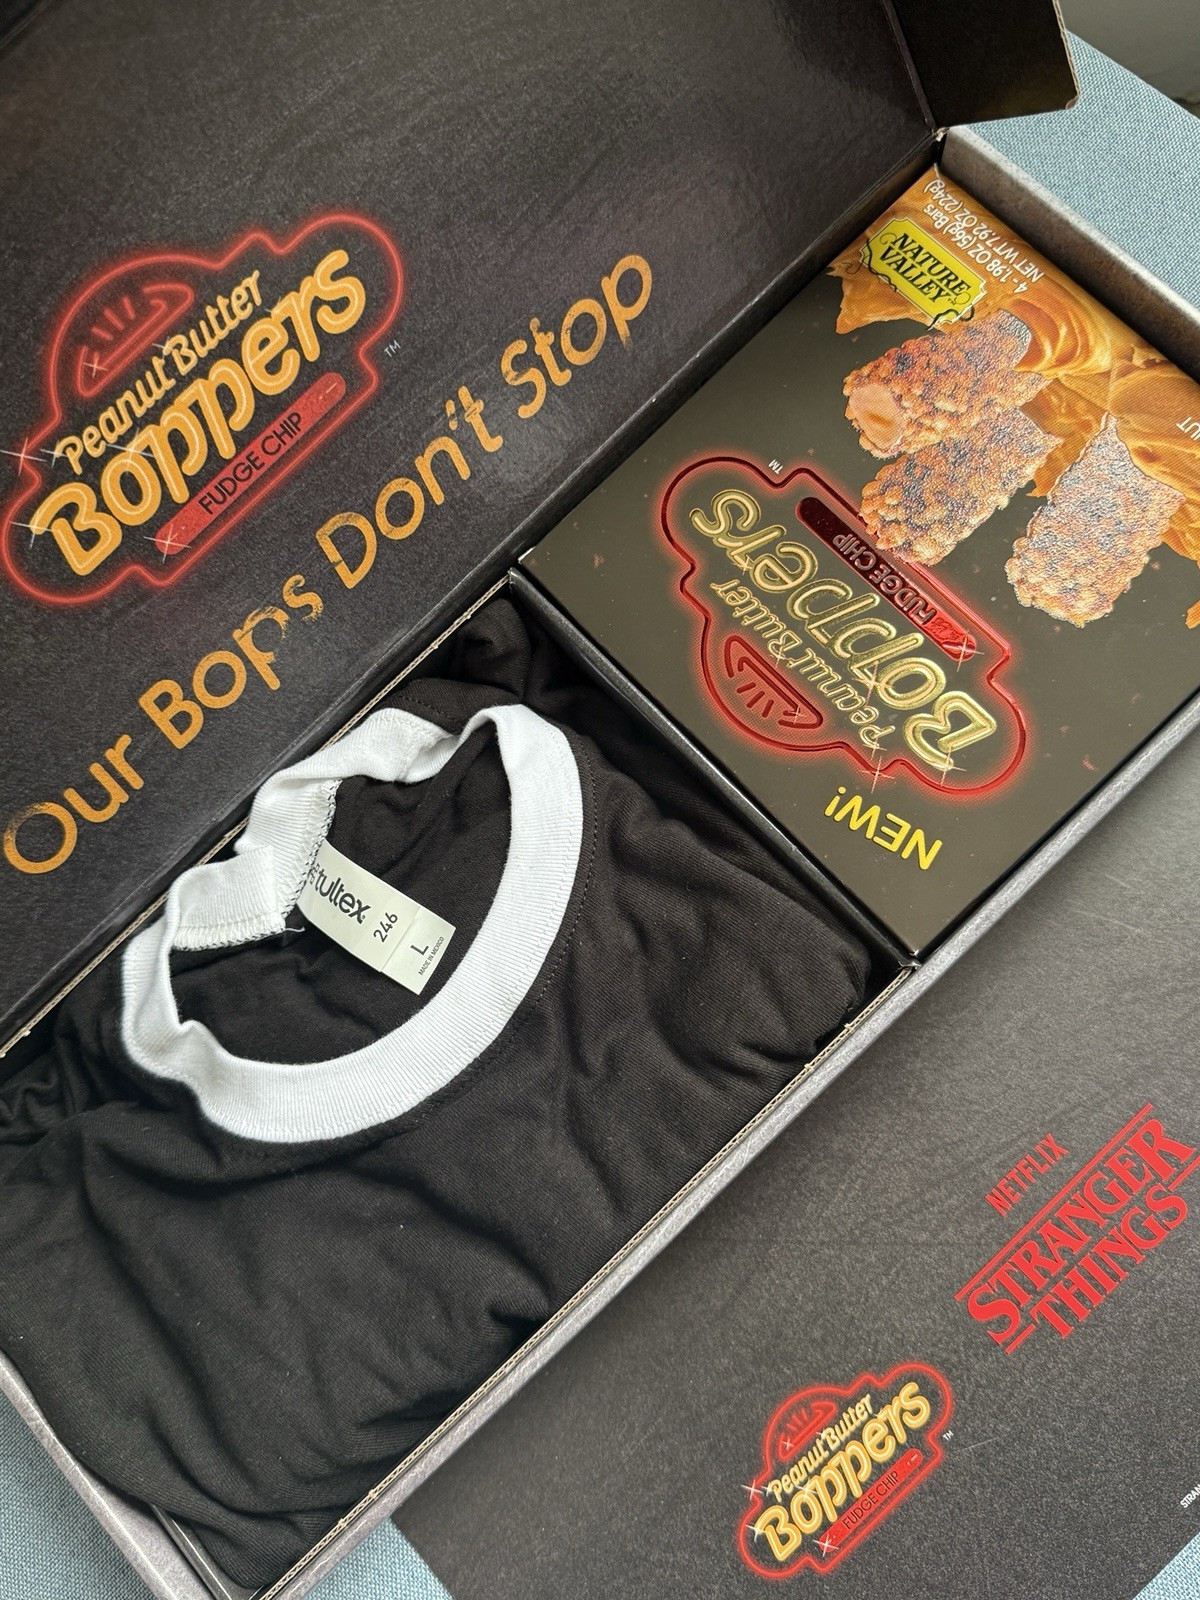 Peanut Butter
Boppers
FUDGE CHIP
TM
Our Bops Don't Stop
NATURE
VALLEY
4-1.98 OZ (56g) Bars
NET WT 7.92 OZ (224g)
NEW!
Peanut Butter
Boppers
FUDGE CHIP
TM
tultex
246
L
MADE IN MEXICO
NETFLIX
STRANGER
THINGS
Peanut Butter
Boppers
FUDGE CHIP
TM